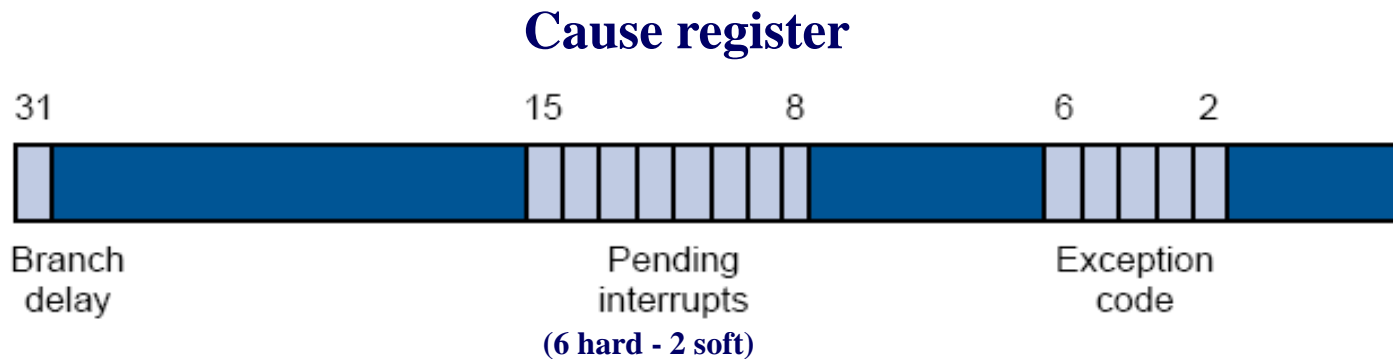 Cause register
31 15 8 6 2
Branch delay
Pending interrupts
Exception code
(6 hard - 2 soft)